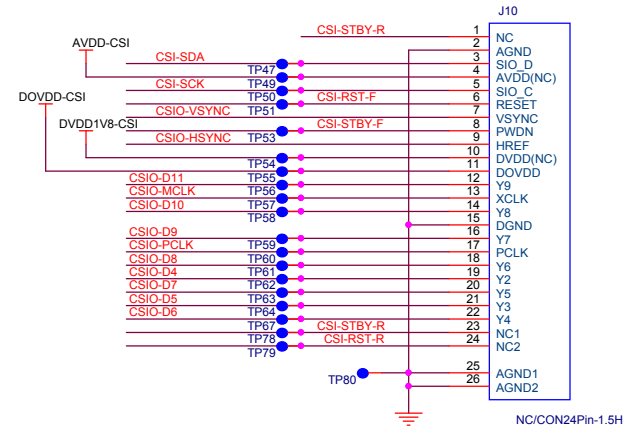 J10
CSI-STBY-R 1 NC
AVDD-CSI 2 AGND
CSI-SDA TP47 3 SIO_D
4 AVDD(NC)
CSI-SCK TP49 5 SIO_C
DOVDD-CSI TP50 CSI-RST-F 6 RESET
CSIO-VSYNC TP51 7 VSYNC
DVDD1V8-CSI CSI-STBY-F 8 PWDN
CSIO-HSYNC TP53 9 HREF
10 DVDD(NC)
TP54 11 DOVDD
CSIO-D11 TP55 12 Y9
CSIO-MCLK TP56 13 XCLK
CSIO-D10 TP57 14 Y8
TP58 15 DGND
CSIO-D9 16 Y7
CSIO-PCLK TP59 17 PCLK
CSIO-D8 TP60 18 Y6
CSIO-D4 TP61 19 Y2
CSIO-D7 TP62 20 Y5
CSIO-D5 TP63 21 Y3
CSIO-D6 TP64 22 Y4
TP67 CSI-STBY-R 23 NC1
TP78 CSI-RST-R 24 NC2
TP79
25 AGND1
TP80 26 AGND2
NC/CON24Pin-1.5H